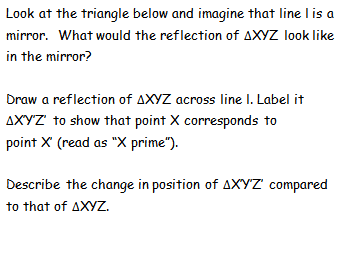 Look at the triangle below and imagine that line l is a
mirror. What would the reflection of ΔXYZ look like
in the mirror?
Draw a reflection of ΔXYZ across line l. Label it
ΔX'Y'Z' to show that point X corresponds to
point X' (read as “X prime”).
Describe the change in position of ΔX'Y'Z' compared
to that of ΔXYZ.